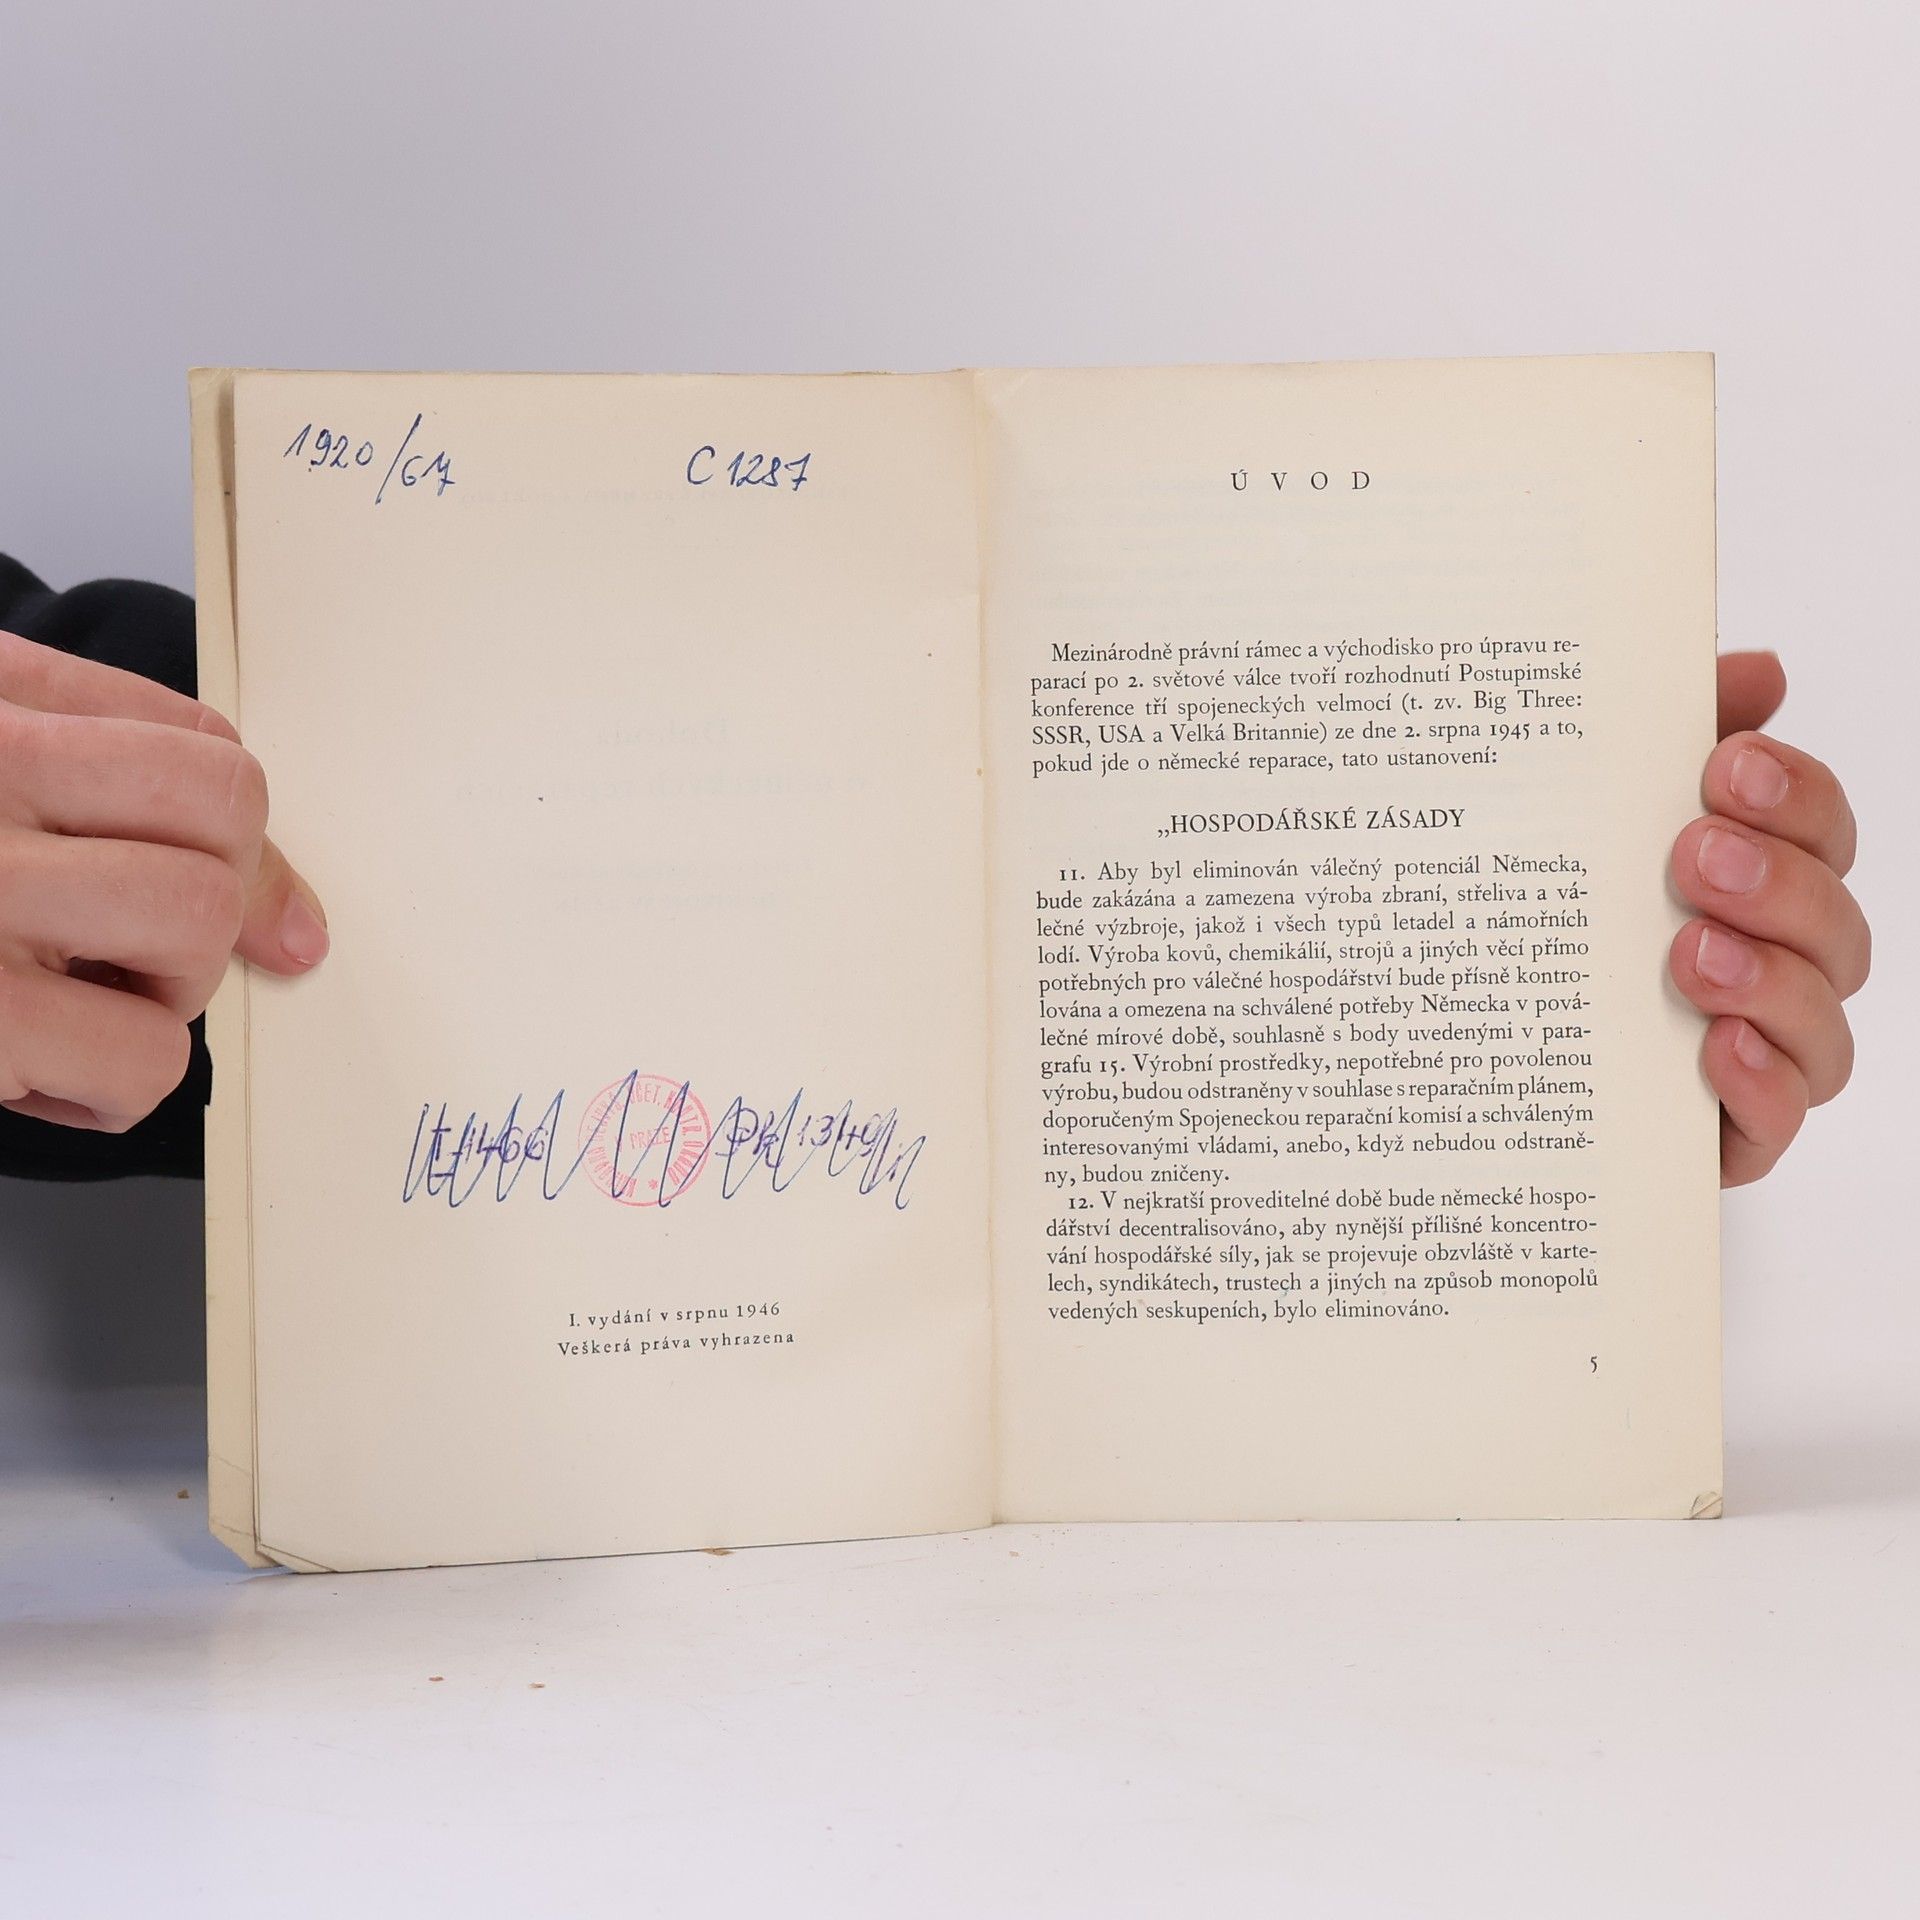 1920/67
C 1287
I. vydání v srpnu 1946
Veškerá práva vyhrazena
ÚVOD
Mezinárodně právní rámec a východisko pro úpravu re-
parací po 2. světové válce tvoří rozhodnutí Postupimské
konference tří spojeneckých velmocí (t. zv. Big Three:
SSSR, USA a Velká Britannie) ze dne 2. srpna 1945 a to,
pokud jde o německé reparace, tato ustanovení:
„HOSPODÁŘSKÉ ZÁSADY
11. Aby byl eliminován válečný potenciál Německa,
bude zakázána a zamezena výroba zbraní, střeliva a vá-
lečné výzbroje, jakož i všech typů letadel a námořních
lodí. Výroba kovů, chemikálií, strojů a jiných věcí přímo
potřebných pro válečné hospodářství bude přísně kontro-
lována a omezena na schválené potřeby Německa v pová-
lečné mírové době, souhlasně s body uvedenými v para-
grafu 15. Výrobní prostředky, nepotřebné pro povolenou
výrobu, budou odstraněny v souhlase s reparačním plánem,
doporučeným Spojeneckou reparační komisí a schváleným
interesovanými vládami, anebo, když nebudou odstraně-
ny, budou zničeny.
12. V nejkratší proveditelné době bude německé hospo-
dářství decentralisováno, aby nynější přílišné koncentro-
vání hospodářské síly, jak se projevuje obzvláště v karte-
lech, syndikátech, trustech a jiných na způsob monopolů
vedených seskupeních, bylo eliminováno.
5